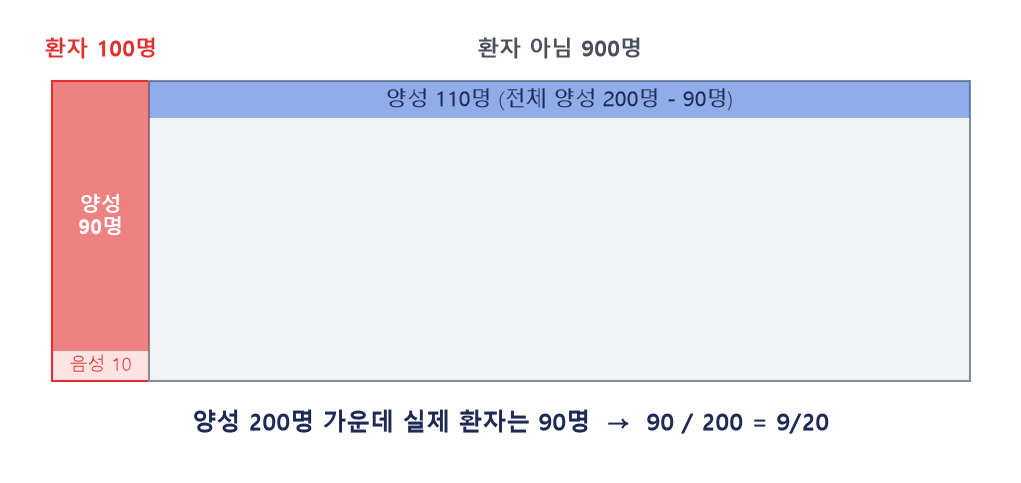 환자 100명
환자 아님 900명
양성 110명 (전체 양성 200명 - 90명)
양성
90명
음성 10
양성 200명 가운데 실제 환자는 90명 → 90 / 200 = 9/20